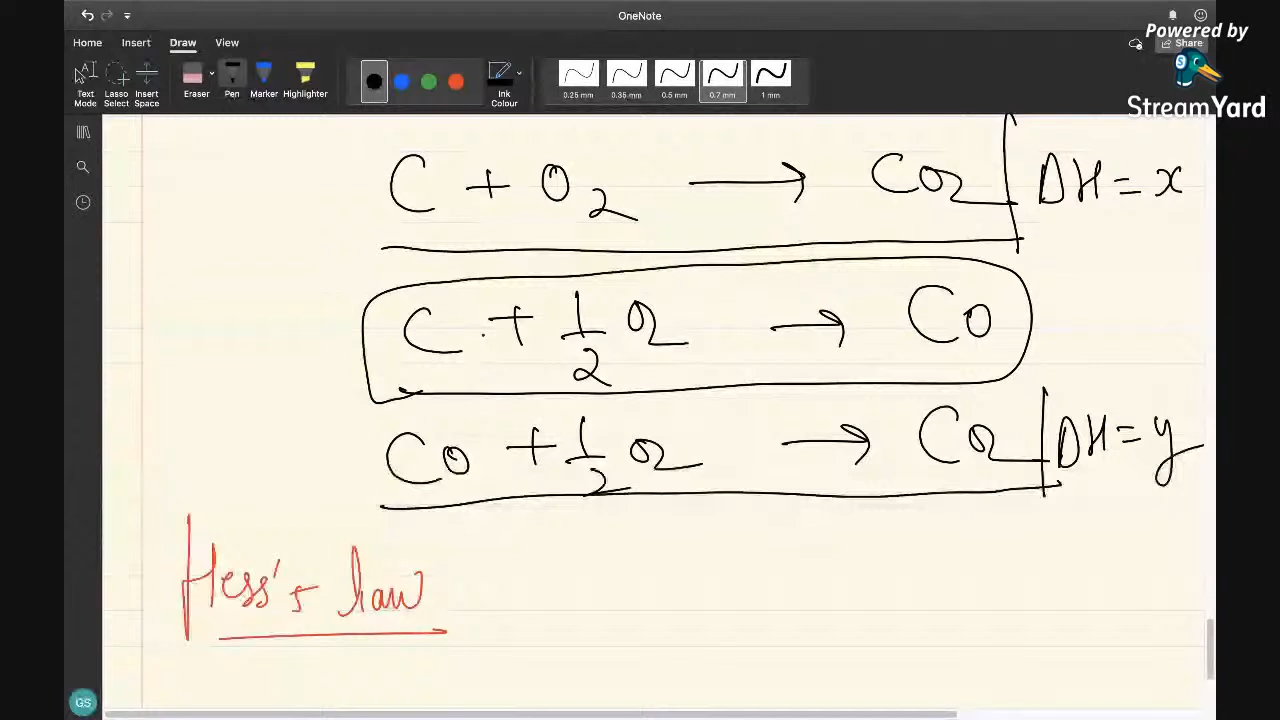 OneNote
Powered by
Home Insert Draw View
Share
StreamYard
Text Mode
Lasso Select
Insert Space
Eraser
Pen
Marker
Highlighter
Ink Colour
0.25 mm
0.35 mm
0.5 mm
0.7 mm
1 mm
C + O2 → CO2 | ΔH = x
C + 1/2 O2 → CO
CO + 1/2 O2 → CO2 | ΔH = y
Hess's law
GS